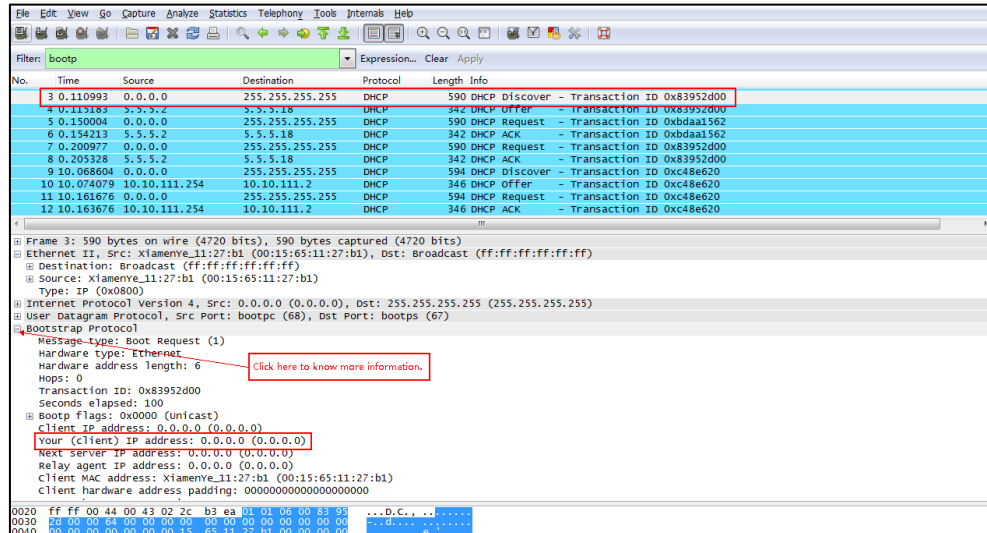 File Edit View Go Capture Analyze Statistics Telephony Tools Internals Help
Filter: bootp Expression... Clear Apply
No. Time Source Destination Protocol Length Info
3 0.110993 0.0.0.0 255.255.255.255 DHCP 590 DHCP Discover - Transaction ID 0x83952d00
4 0.115183 5.5.5.2 5.5.5.18 DHCP 342 DHCP Offer - Transaction ID 0x83952d00
5 0.150004 0.0.0.0 255.255.255.255 DHCP 590 DHCP Request - Transaction ID 0xbdaa1562
6 0.154213 5.5.5.2 5.5.5.18 DHCP 342 DHCP ACK - Transaction ID 0xbdaa1562
7 0.200977 0.0.0.0 255.255.255.255 DHCP 590 DHCP Request - Transaction ID 0x83952d00
8 0.205328 5.5.5.2 5.5.5.18 DHCP 342 DHCP ACK - Transaction ID 0x83952d00
9 10.068604 0.0.0.0 255.255.255.255 DHCP 594 DHCP Discover - Transaction ID 0xc48e620
10 10.074079 10.10.111.254 10.10.111.2 DHCP 346 DHCP Offer - Transaction ID 0xc48e620
11 10.161676 0.0.0.0 255.255.255.255 DHCP 594 DHCP Request - Transaction ID 0xc48e620
12 10.163676 10.10.111.254 10.10.111.2 DHCP 346 DHCP ACK - Transaction ID 0xc48e620
Frame 3: 590 bytes on wire (4720 bits), 590 bytes captured (4720 bits)
Ethernet II, Src: XiamenYe_11:27:b1 (00:15:65:11:27:b1), Dst: Broadcast (ff:ff:ff:ff:ff:ff)
Destination: Broadcast (ff:ff:ff:ff:ff:ff)
Source: XiamenYe_11:27:b1 (00:15:65:11:27:b1)
Type: IP (0x0800)
Internet Protocol Version 4, Src: 0.0.0.0 (0.0.0.0), Dst: 255.255.255.255 (255.255.255.255)
User Datagram Protocol, Src Port: bootpc (68), Dst Port: bootps (67)
Bootstrap Protocol
Message type: Boot Request (1)
Hardware type: Ethernet
Hardware address length: 6
Click here to know more information.
Hops: 0
Transaction ID: 0x83952d00
Seconds elapsed: 100
Bootp flags: 0x0000 (Unicast)
Client IP address: 0.0.0.0 (0.0.0.0)
Your (client) IP address: 0.0.0.0 (0.0.0.0)
Next server IP address: 0.0.0.0 (0.0.0.0)
Relay agent IP address: 0.0.0.0 (0.0.0.0)
Client MAC address: XiamenYe_11:27:b1 (00:15:65:11:27:b1)
Client hardware address padding: 00000000000000000000
0020 ff ff 00 44 00 43 02 2c b3 ea 01 01 06 00 83 95 ...D.C., ........
0030 2d 00 00 64 00 00 00 00 00 00 00 00 00 00 00 00 -..d.... ........
0040 00 00 00 00 00 00 15 65 11 27 b1 00 00 00 00